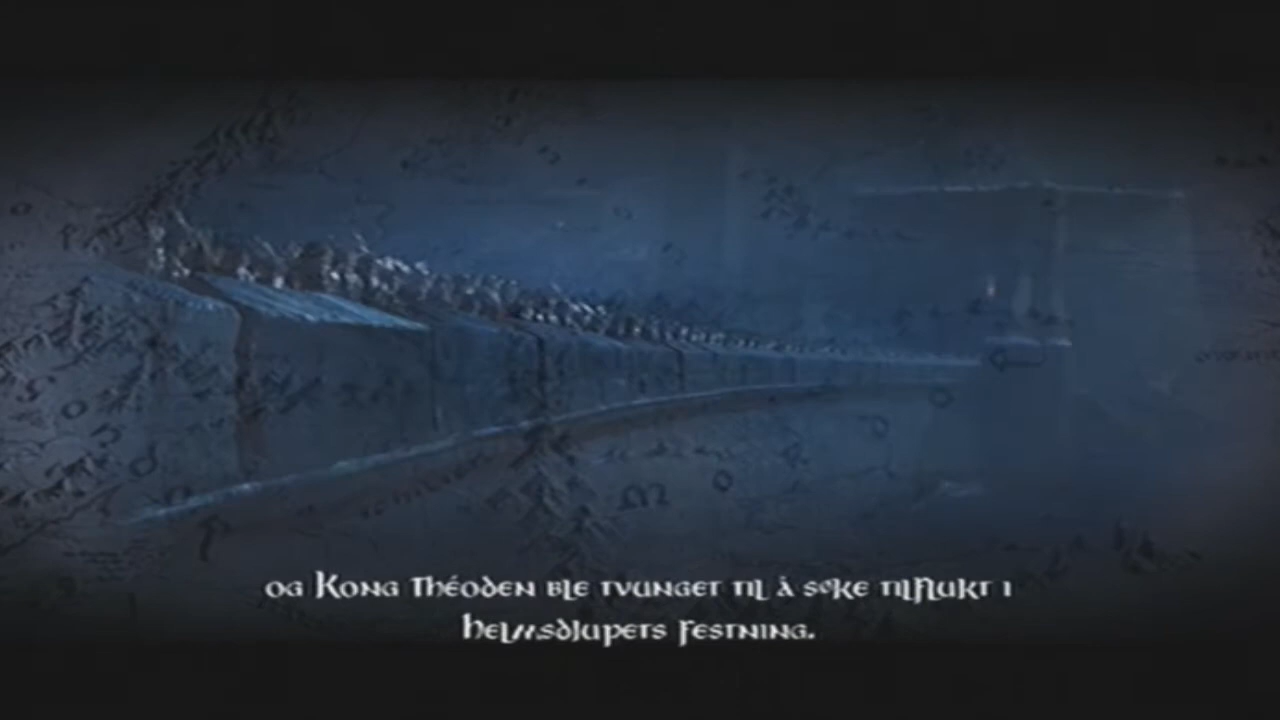 og Kong Théoden ble tvunget til å søke tilflukt i
Helmsdjupets festning.